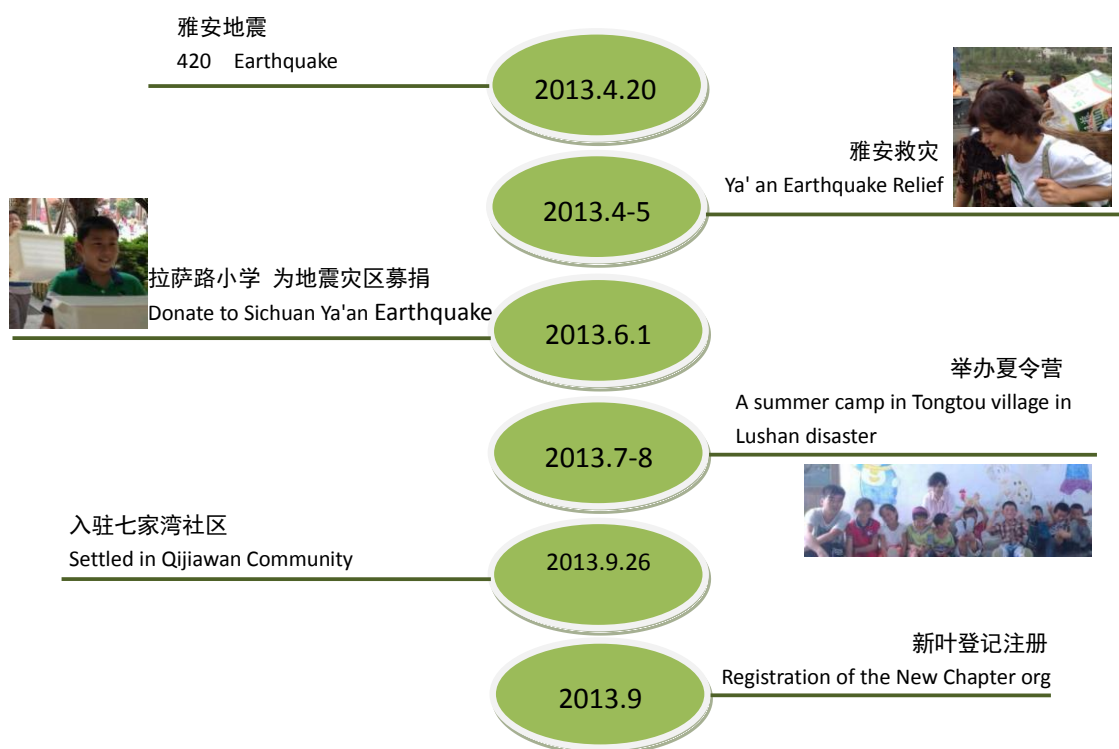 雅安地震
420 Earthquake
2013.4.20
雅安救灾
Ya' an Earthquake Relief
2013.4-5
拉萨路小学 为地震灾区募捐
Donate to Sichuan Ya'an Earthquake
2013.6.1
举办夏令营
A summer camp in Tongtou village in
Lushan disaster
2013.7-8
入驻七家湾社区
Settled in Qijiawan Community
2013.9.26
新叶登记注册
Registration of the New Chapter org
2013.9